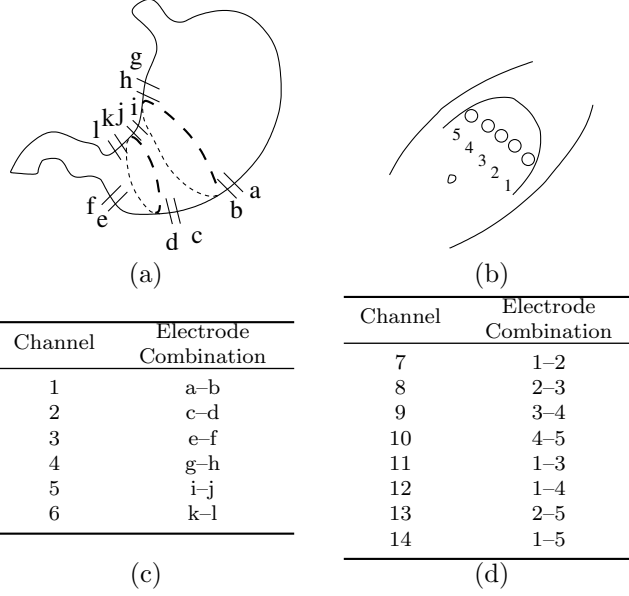 g
h
i
j
k
l
a
b
c
d
e
f
(a)
5
4
3
2
1
(b)
Channel Electrode Combination
1 a–b
2 c–d
3 e–f
4 g–h
5 i–j
6 k–l
(c)
Channel Electrode Combination
7 1–2
8 2–3
9 3–4
10 4–5
11 1–3
12 1–4
13 2–5
14 1–5
(d)